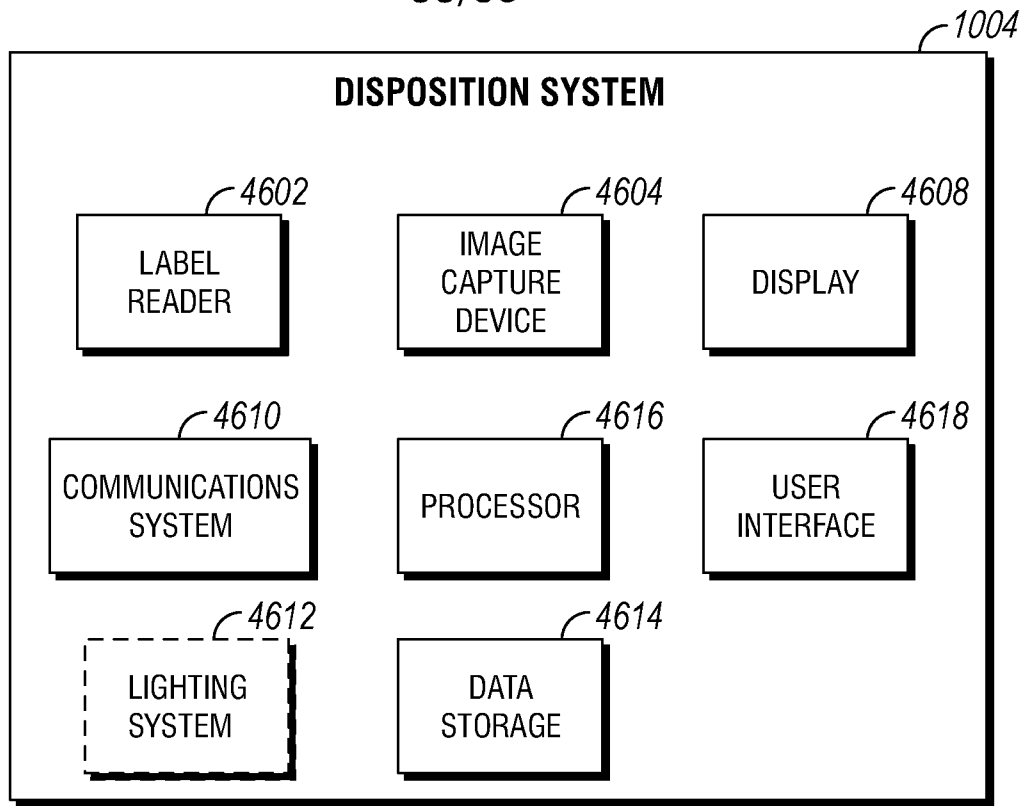 1004
DISPOSITION SYSTEM
4602
LABEL
READER
4604
IMAGE
CAPTURE
DEVICE
4608
DISPLAY
4610
COMMUNICATIONS
SYSTEM
4616
PROCESSOR
4618
USER
INTERFACE
4612
LIGHTING
SYSTEM
4614
DATA
STORAGE